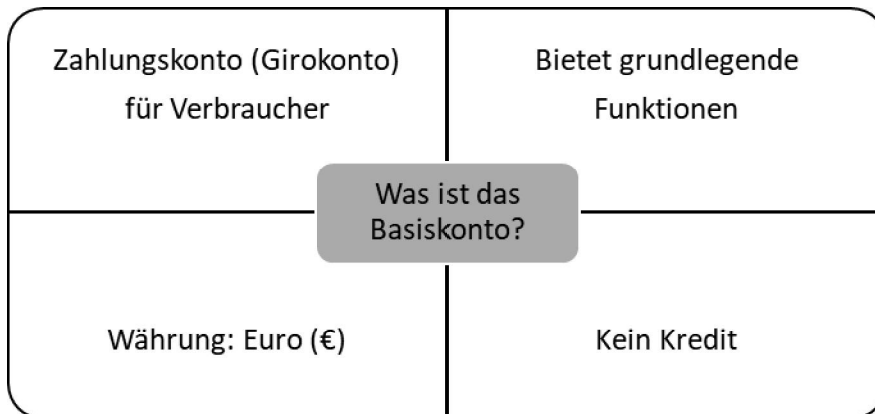 Zahlungskonto (Girokonto)
für Verbraucher
Bietet grundlegende
Funktionen
Was ist das
Basiskonto?
Währung: Euro (€)
Kein Kredit